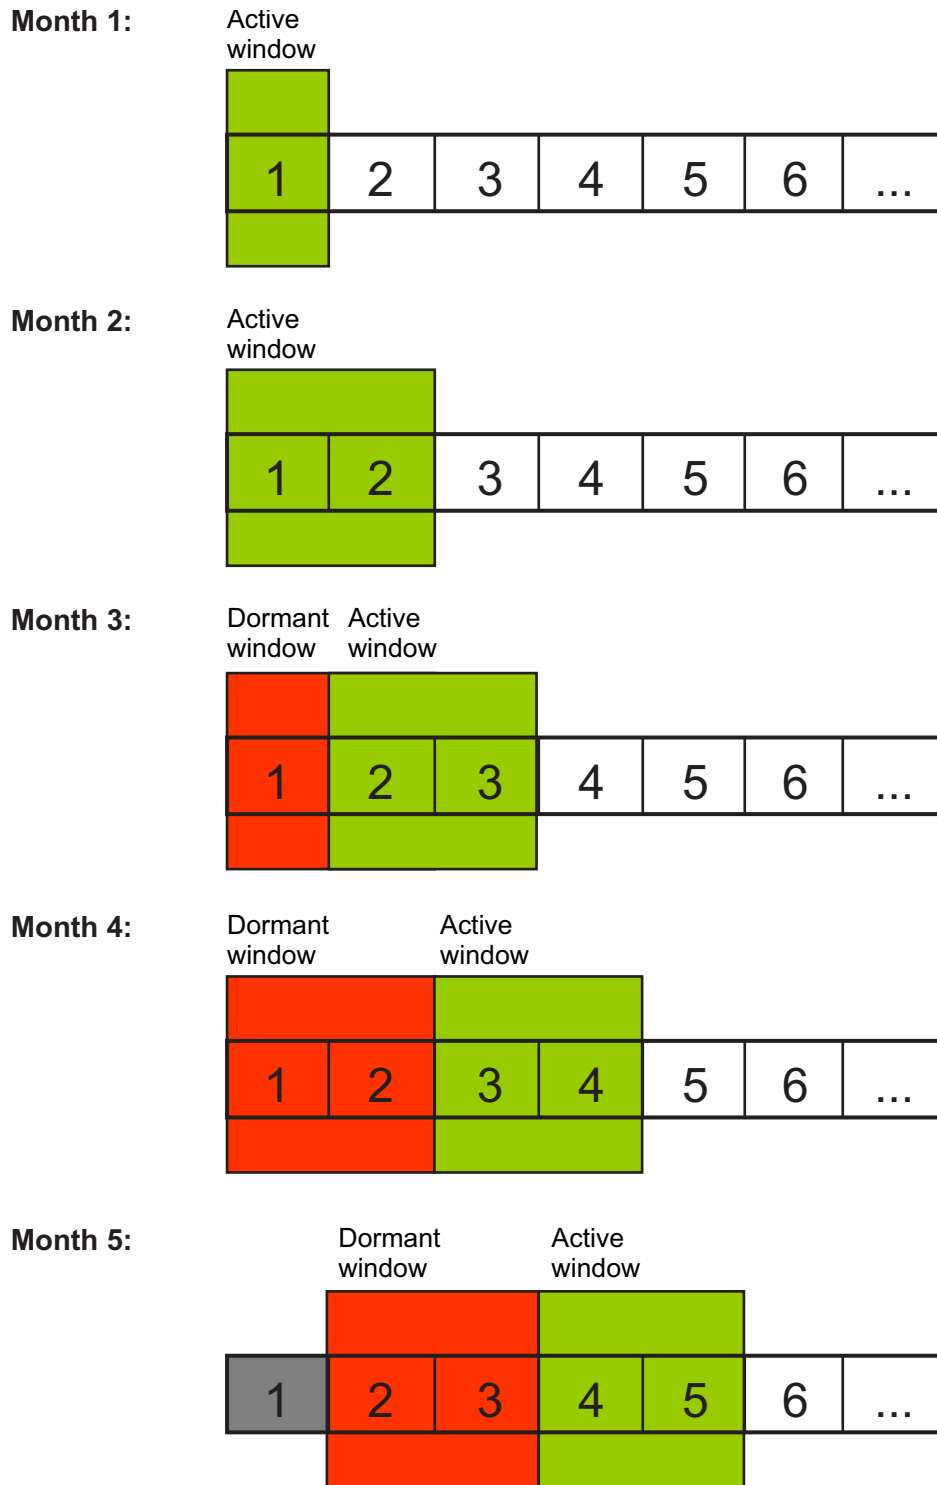 Month 1:
Active
window
1 2 3 4 5 6 ...
Month 2:
Active
window
1 2 3 4 5 6 ...
Month 3:
Dormant Active
window window
1 2 3 4 5 6 ...
Month 4:
Dormant Active
window window
1 2 3 4 5 6 ...
Month 5:
Dormant Active
window window
1 2 3 4 5 6 ...